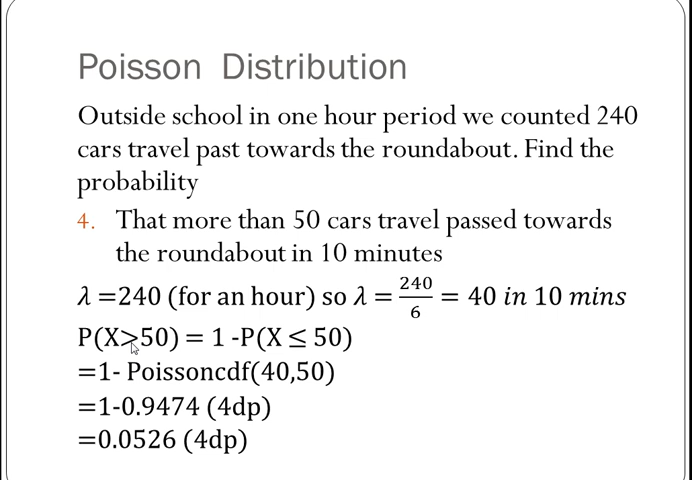 Poisson Distribution
Outside school in one hour period we counted 240
cars travel past towards the roundabout. Find the
probability
4. That more than 50 cars travel passed towards
the roundabout in 10 minutes
λ =240 (for an hour) so λ = 240/6 = 40 in 10 mins
P(X>50) = 1 -P(X ≤ 50)
=1- Poissoncdf(40,50)
=1-0.9474 (4dp)
=0.0526 (4dp)